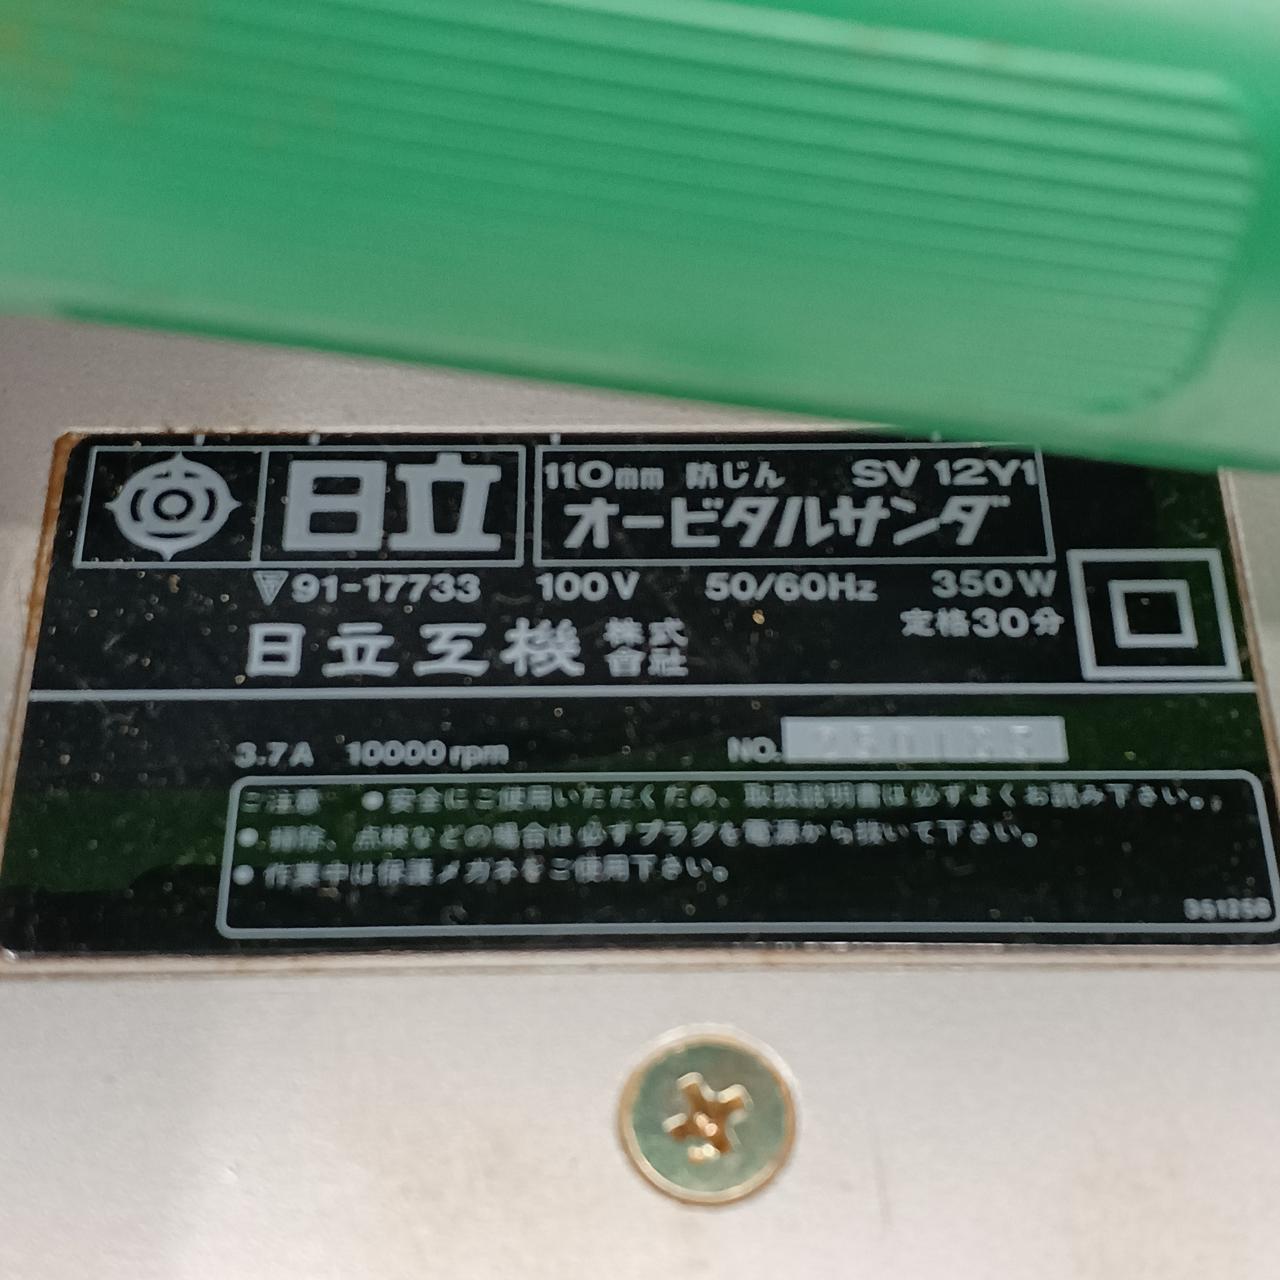 日立
110mm 防じん SV 12Y1
オービタルサンダ
▽91-17733 100V 50/60Hz 350W
定格30分
日立工機 株式會社
3.7A 10000rpm NO.
ご注意 ●安全にご使用いただくため、取扱説明書は必ずよくお読み下さい。
●掃除、点検などの場合は必ずプラグを電源から抜いて下さい。
●作業中は保護メガネをご使用下さい。